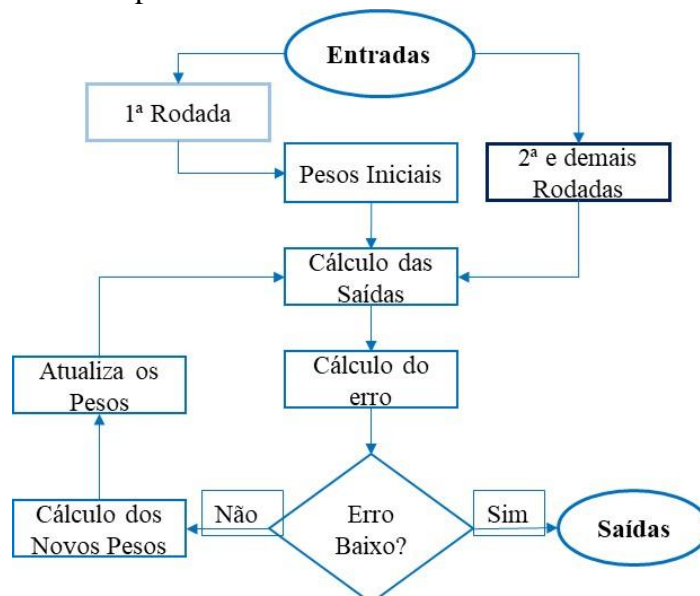 Entradas
1ª Rodada
Pesos Iniciais
2ª e demais
Rodadas
Cálculo das
Saídas
Atualiza os
Pesos
Cálculo do
erro
Cálculo dos
Novos Pesos
Não
Erro
Baixo?
Sim
Saídas